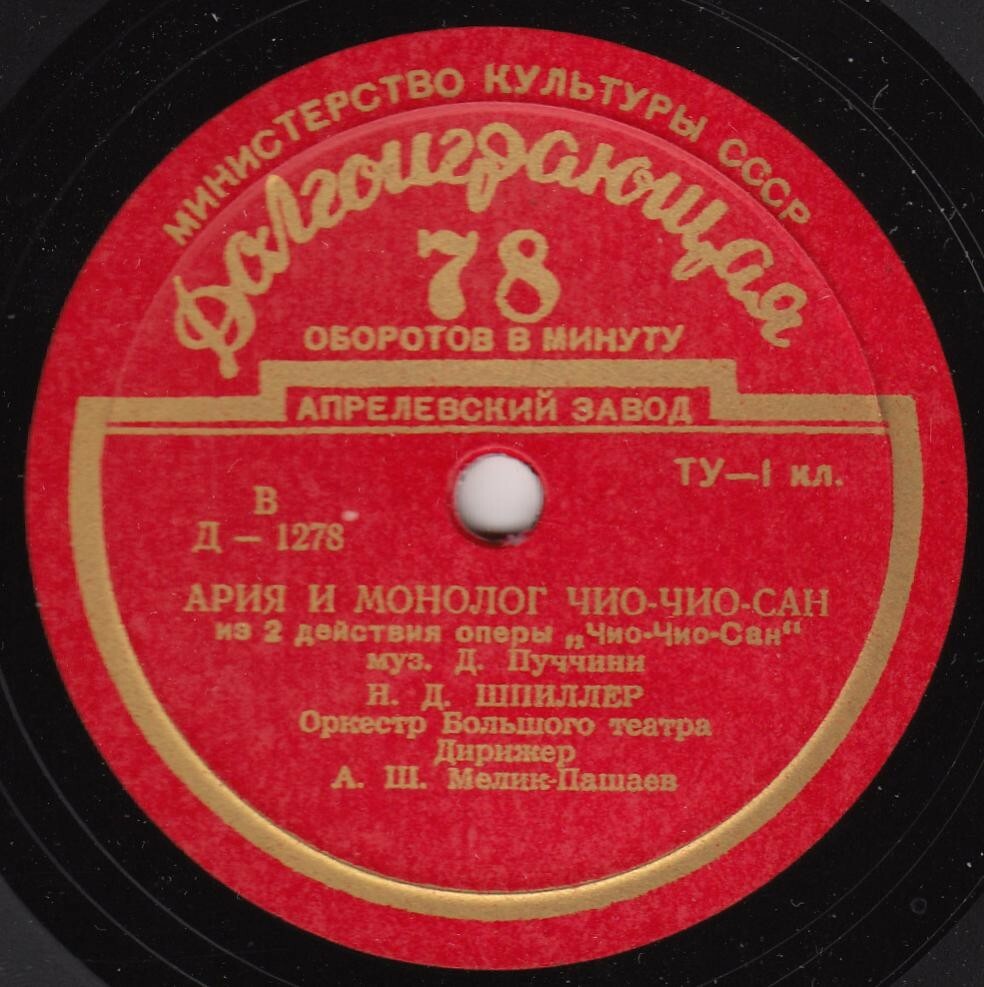 МИНИСТЕРСТВО КУЛЬТУРЫ СССР
Долгоиграющая
78
ОБОРОТОВ В МИНУТУ
АПРЕЛЕВСКИЙ ЗАВОД
ТУ—1 кл.
В
Д — 1278
АРИЯ И МОНОЛОГ ЧИО-ЧИО-САН
из 2 действия оперы „Чио-Чио-Сан“
муз. Д. Пуччини
Н. Д. ШПИЛЛЕР
Оркестр Большого театра
Дирижер
А. Ш. Мелик-Пашаев